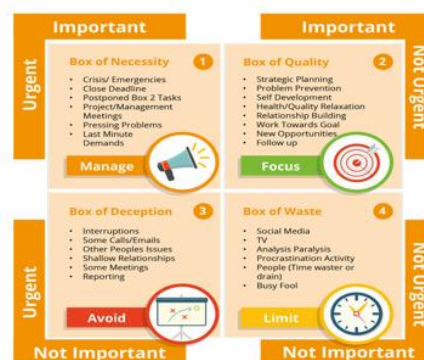 Important
Important
Urgent
Box of Necessity
1
• Crisis/ Emergencies
• Close Deadline
• Postponed Box 2 Tasks
• Project/Management
Meetings
• Pressing Problems
• Last Minute
Demands
Manage
Box of Quality
2
• Strategic Planning
• Problem Prevention
• Self Development
• Health/Quality Relaxation
• Relationship Building
• Work Towards Goal
• New Opportunities
• Follow up
Focus
Not Urgent
Urgent
Box of Deception
3
• Interruptions
• Some Calls/Emails
• Other Peoples Issues
• Shallow Relationships
• Some Meetings
• Reporting
Avoid
Box of Waste
4
• Social Media
• TV
• Analysis Paralysis
• Procrastination Activity
• People (Time waster or
drain)
• Busy Fool
Limit
Not Urgent
Not Important
Not Important